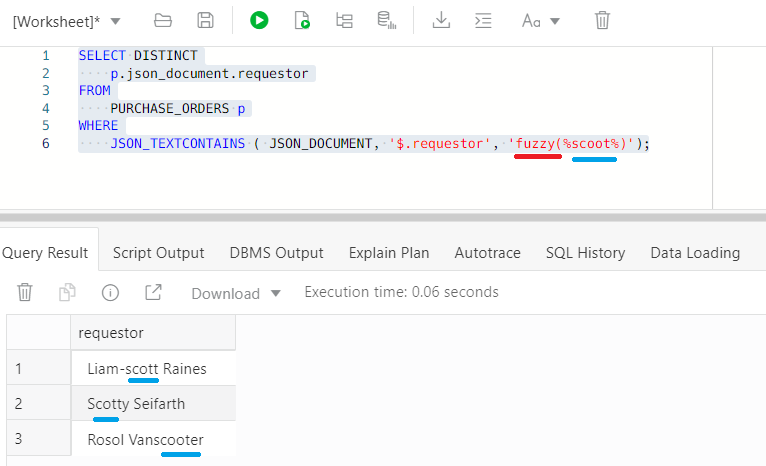 [Worksheet]* Aa
1 SELECT DISTINCT
2 ····p.json_document.requestor
3 FROM
4 ····PURCHASE_ORDERS p
5 WHERE
6 ····JSON_TEXTCONTAINS ( JSON_DOCUMENT, '$.requestor', 'fuzzy(%scoot%)');
Query Result Script Output DBMS Output Explain Plan Autotrace SQL History Data Loading
Download Execution time: 0.06 seconds
requestor
1 Liam-scott Raines
2 Scotty Seifarth
3 Rosol Vanscooter